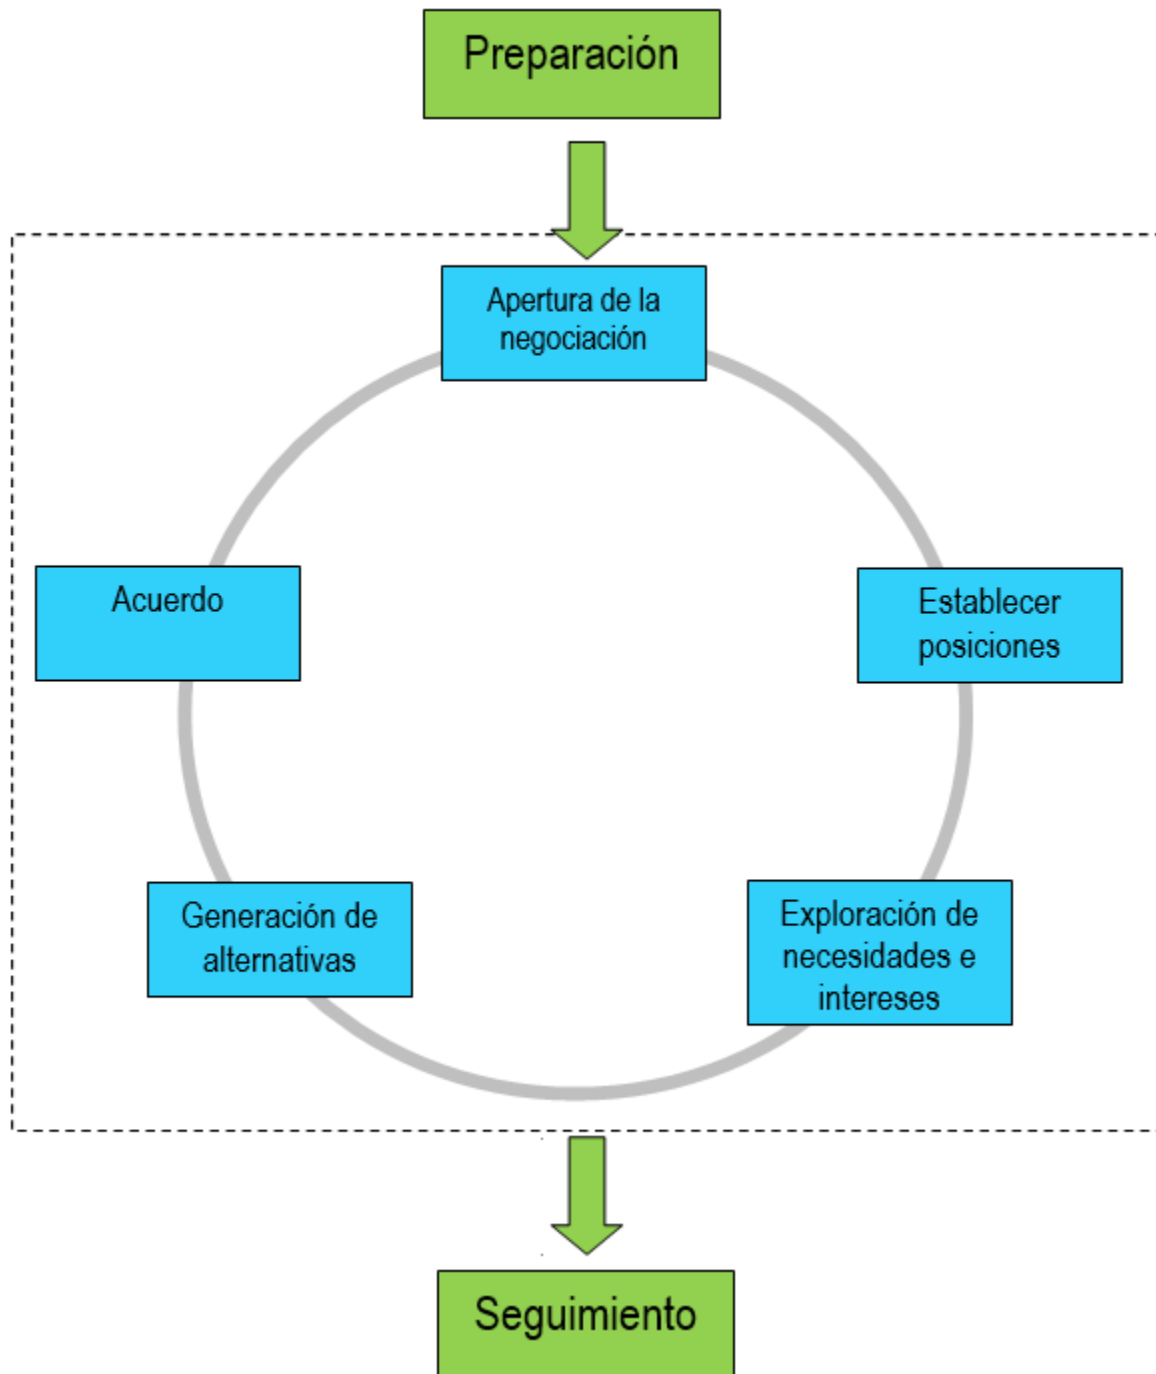 Preparación
Apertura de la
negociación
Acuerdo
Establecer
posiciones
Generación de
alternativas
Exploración de
necesidades e
intereses
Seguimiento